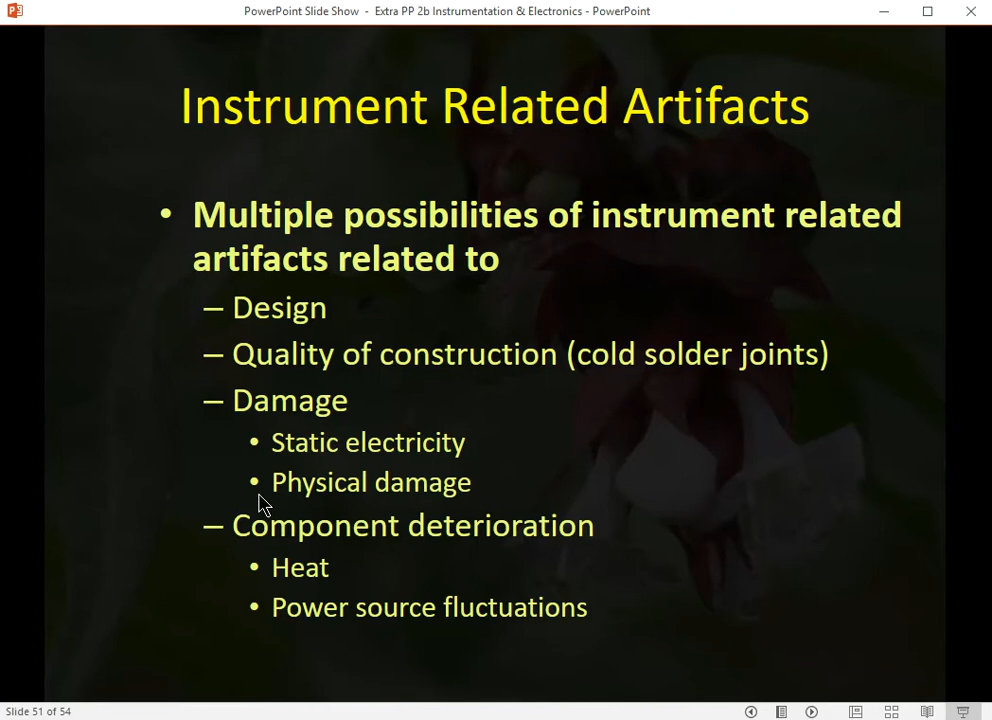 PowerPoint Slide Show - Extra PP 2b Instrumentation & Electronics - PowerPoint
Instrument Related Artifacts
• Multiple possibilities of instrument related
artifacts related to
– Design
– Quality of construction (cold solder joints)
– Damage
• Static electricity
• Physical damage
– Component deterioration
• Heat
• Power source fluctuations
Slide 51 of 54